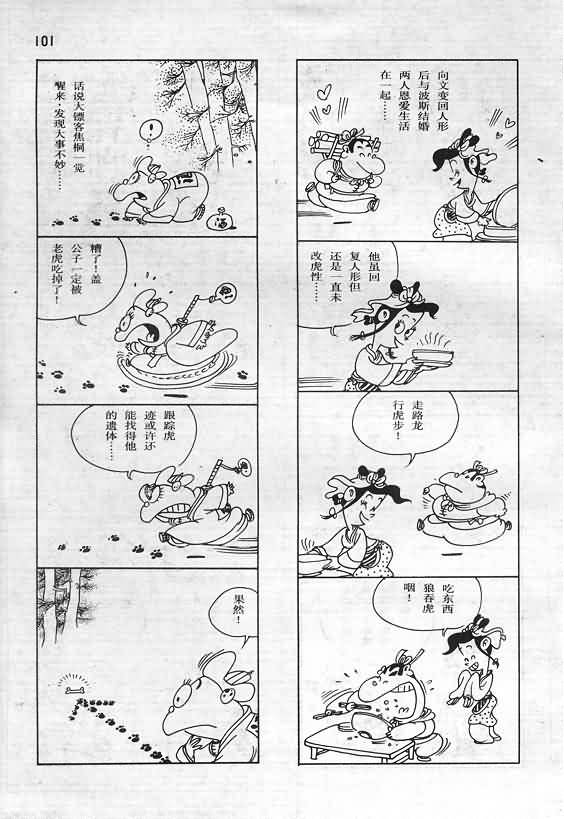 101
向文变回人形
后与波斯结婚
两人恩爱生活
在一起……
他虽回
复人形但
还是一直未
改虎性……
走路龙
行虎步！
吃东西
狼吞虎
咽！
话说大镖客焦桐一觉
醒来，发现大事不妙……
！
酒
糟了！盖
公子一定被
老虎吃掉了！
跟踪虎
迹或许还
能找得他
的遗体……
果然！